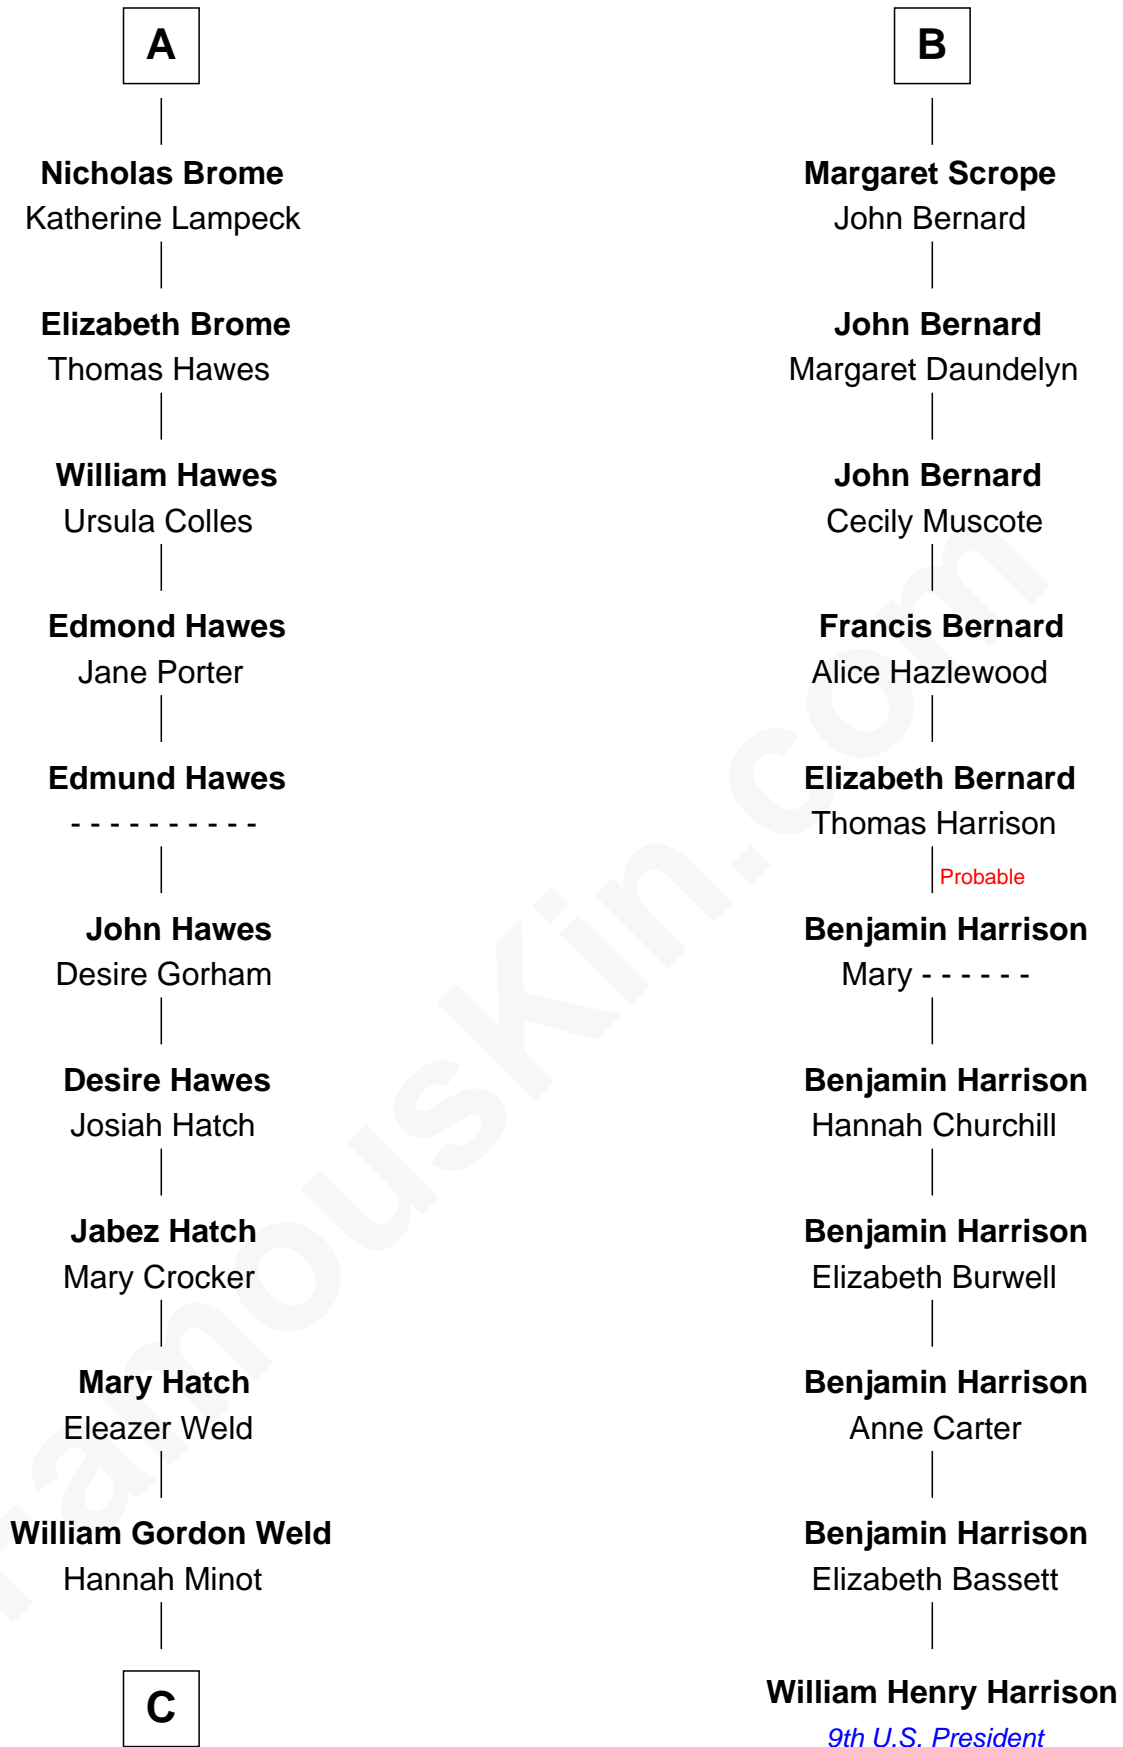 A
Nicholas Brome
Katherine Lampeck
Elizabeth Brome
Thomas Hawes
William Hawes
Ursula Colles
Edmond Hawes
Jane Porter
Edmund Hawes
- - - - - - - - - -
John Hawes
Desire Gorham
Desire Hawes
Josiah Hatch
Jabez Hatch
Mary Crocker
Mary Hatch
Eleazer Weld
William Gordon Weld
Hannah Minot
C
B
Margaret Scrope
John Bernard
John Bernard
Margaret Daundelyn
John Bernard
Cecily Muscote
Francis Bernard
Alice Hazlewood
Elizabeth Bernard
Thomas Harrison
Probable
Benjamin Harrison
Mary - - - - - -
Benjamin Harrison
Hannah Churchill
Benjamin Harrison
Elizabeth Burwell
Benjamin Harrison
Anne Carter
Benjamin Harrison
Elizabeth Bassett
William Henry Harrison
9th U.S. President
FamousKin.com